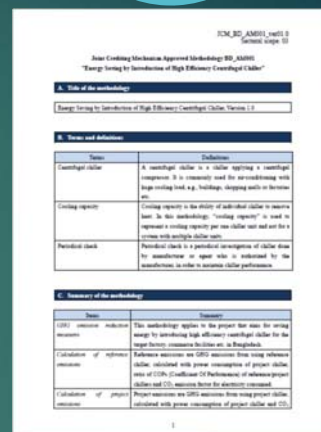 JCM_BD_AM001_ver01.0
Sectoral scope: 03
Joint Crediting Mechanism Approved Methodology BD_AM001
"Energy Saving by Introduction of High Efficiency Centrifugal Chiller"
A. Title of the methodology
Energy Saving by Introduction of High Efficiency Centrifugal Chiller, Version 1.0
B. Terms and definitions
Terms Definitions
Centrifugal chiller A centrifugal chiller is a chiller applying a centrifugal
compressor. It is commonly used for air-conditioning with
huge cooling load, e.g., buildings, shopping malls or factories
etc.
Cooling capacity Cooling capacity is the ability of individual chiller to remove
heat. In this methodology, "cooling capacity" is used to
represent a cooling capacity per one chiller unit and not for a
system with multiple chiller units.
Periodical check Periodical check is a periodical investigation of chiller done
by manufacturer or agent who is authorized by the
manufacturer, in order to maintain chiller performance.
C. Summary of the methodology
Items Summary
GHG emission reduction This methodology applies to the project that aims for saving
measures energy by introducing high efficiency centrifugal chiller for the
target factory, commerce facilities etc. in Bangladesh.
Calculation of reference Reference emissions are GHG emissions from using reference
emissions chiller, calculated with power consumption of project chiller,
ratio of COPs (Coefficient Of Performance) of reference/project
chillers and CO2 emission factor for electricity consumed.
Calculation of project Project emissions are GHG emissions from using project chiller,
emissions calculated with power consumption of project chiller and CO2
1